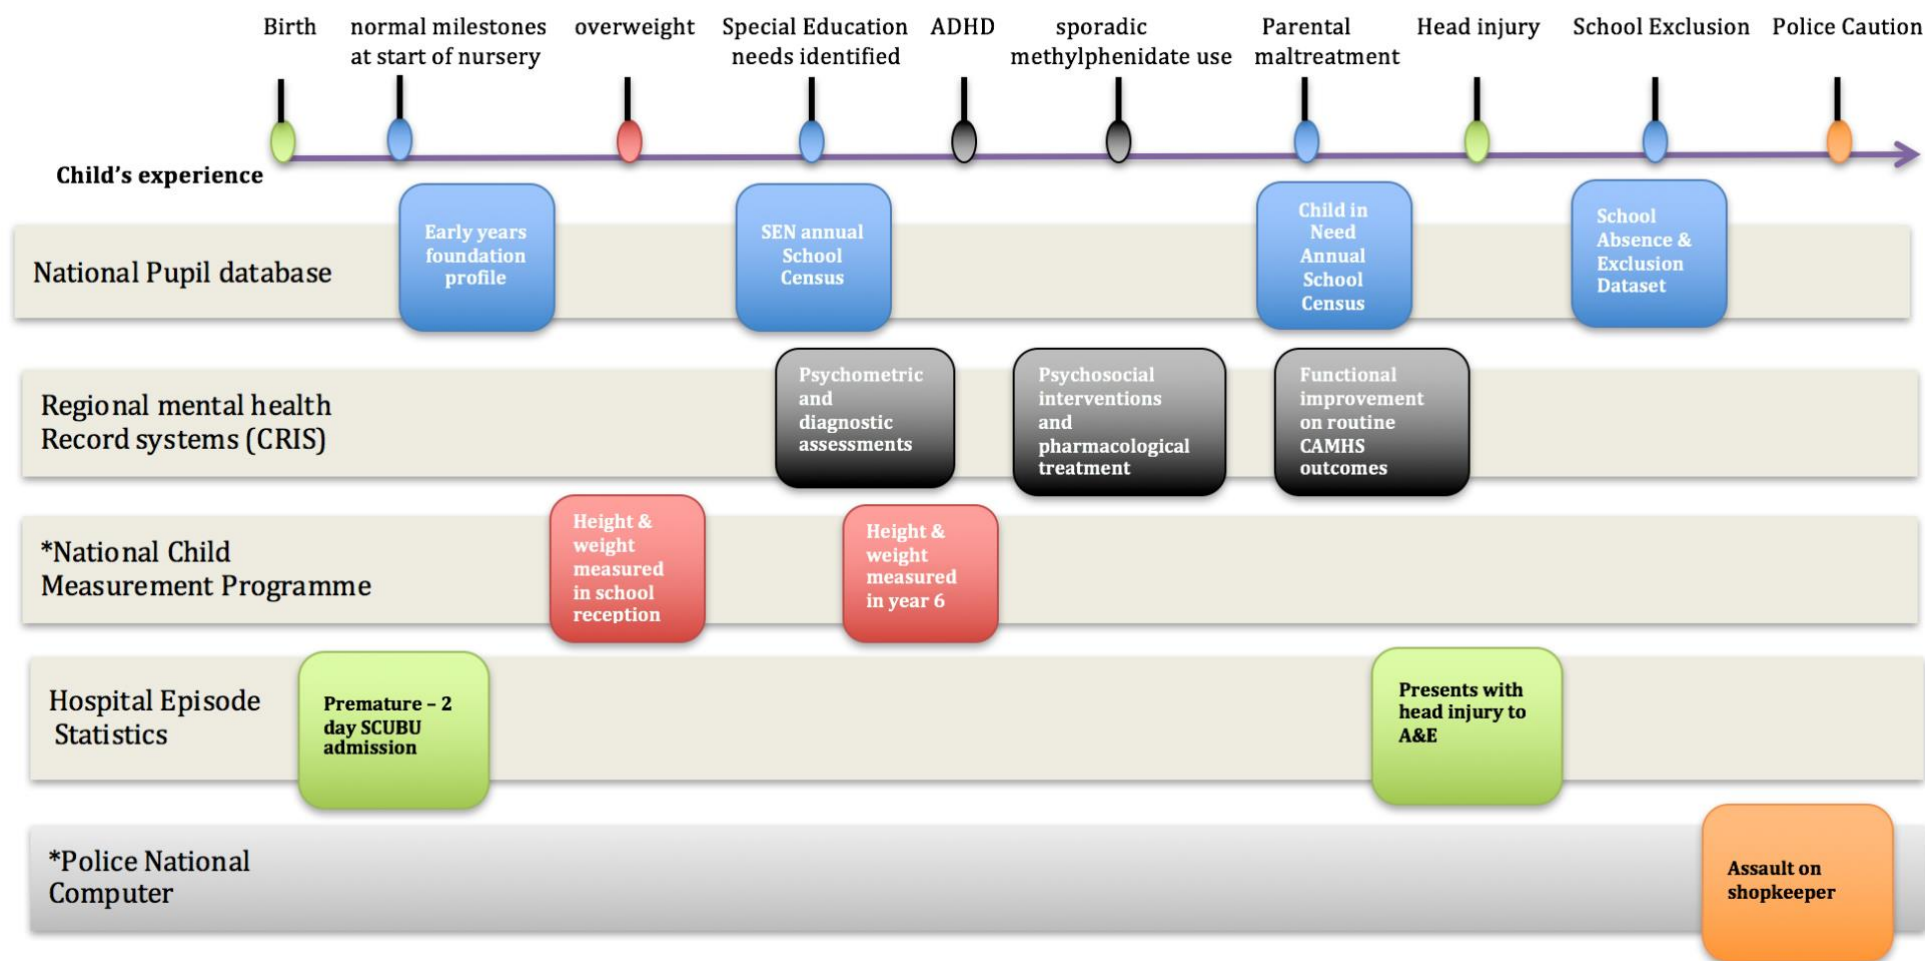 Birth
normal milestones
at start of nursery
overweight
Special Education
needs identified
ADHD
sporadic
methylphenidate use
Parental
maltreatment
Head injury
School Exclusion
Police Caution
Child's experience
National Pupil database
Early years
foundation
profile
SEN annual
School
Census
Child in
Need
Annual
School
Census
School
Absence &
Exclusion
Dataset
Regional mental health
Record systems (CRIS)
Psychometric
and
diagnostic
assessments
Psychosocial
interventions
and
pharmacological
treatment
Functional
improvement
on routine
CAMHS
outcomes
*National Child
Measurement Programme
Height &
weight
measured
in school
reception
Height &
weight
measured
in year 6
Hospital Episode
Statistics
Premature – 2
day SCUBU
admission
Presents with
head injury to
A&E
*Police National
Computer
Assault on
shopkeeper